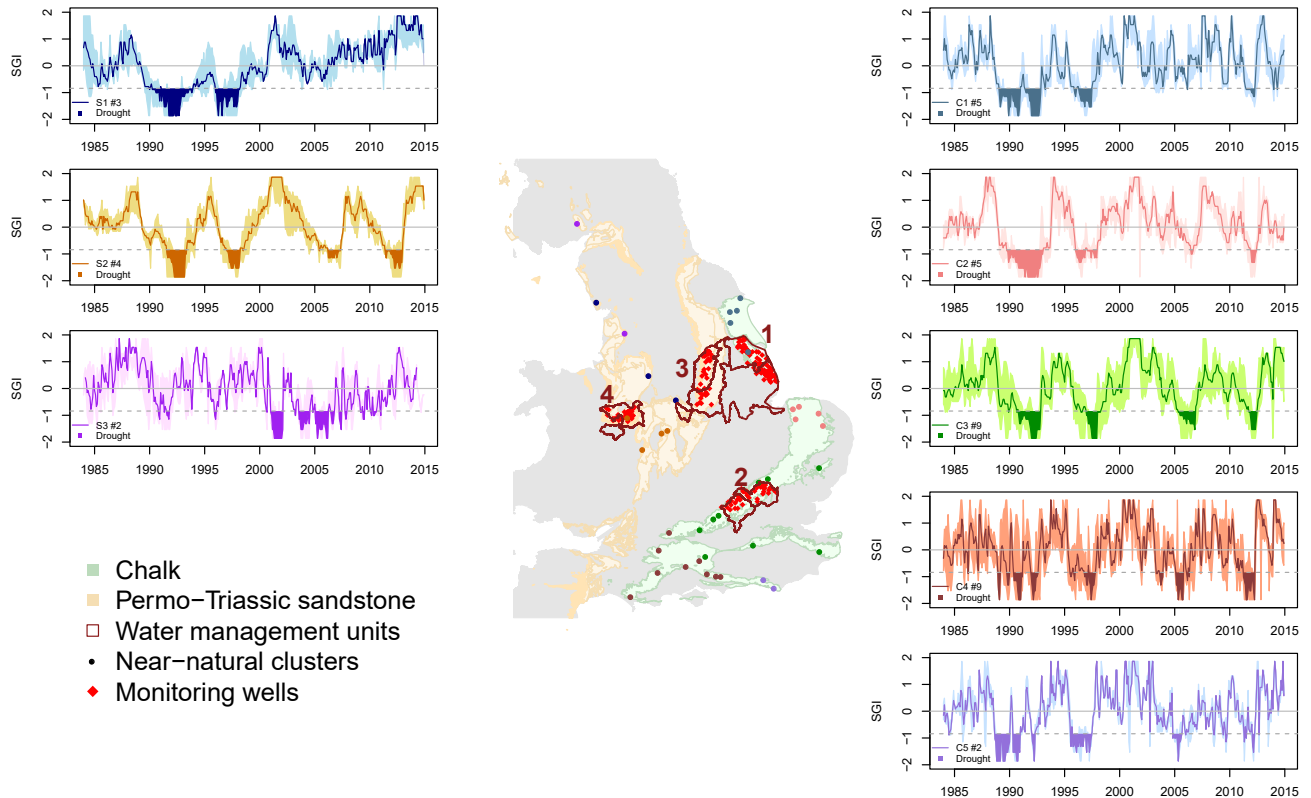 2
1
0
−1
−2
SGI
S1 #3
Drought
1985 1990 1995 2000 2005 2010 2015
2
1
0
−1
−2
SGI
S2 #4
Drought
1985 1990 1995 2000 2005 2010 2015
2
1
0
−1
−2
SGI
S3 #2
Drought
1985 1990 1995 2000 2005 2010 2015
Chalk
Permo−Triassic sandstone
Water management units
Near−natural clusters
Monitoring wells
1
3
4
2
2
1
0
−1
−2
SGI
C1 #5
Drought
1985 1990 1995 2000 2005 2010 2015
2
1
0
−1
−2
SGI
C2 #5
Drought
1985 1990 1995 2000 2005 2010 2015
2
1
0
−1
−2
SGI
C3 #9
Drought
1985 1990 1995 2000 2005 2010 2015
2
1
0
−1
−2
SGI
C4 #9
Drought
1985 1990 1995 2000 2005 2010 2015
2
1
0
−1
−2
SGI
C5 #2
Drought
1985 1990 1995 2000 2005 2010 2015